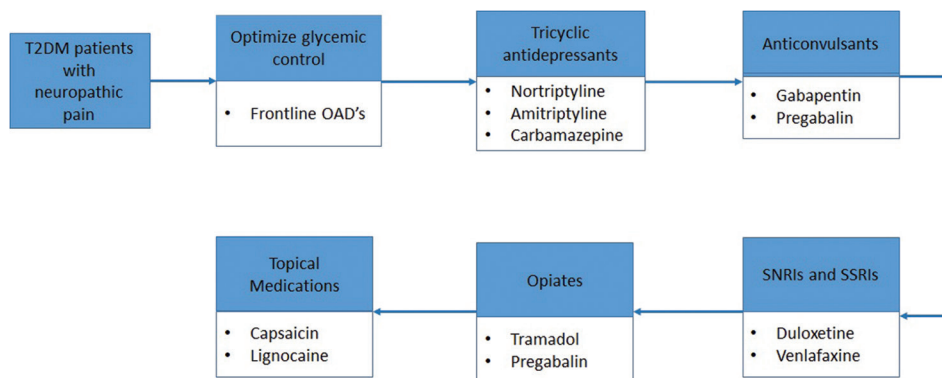 T2DM patients
with
neuropathic
pain
Optimize glycemic
control
• Frontline OAD's
Tricyclic
antidepressants
• Nortriptyline
• Amitriptyline
• Carbamazepine
Anticonvulsants
• Gabapentin
• Pregabalin
SNRIs and SSRIs
• Duloxetine
• Venlafaxine
Opiates
• Tramadol
• Pregabalin
Topical
Medications
• Capsaicin
• Lignocaine